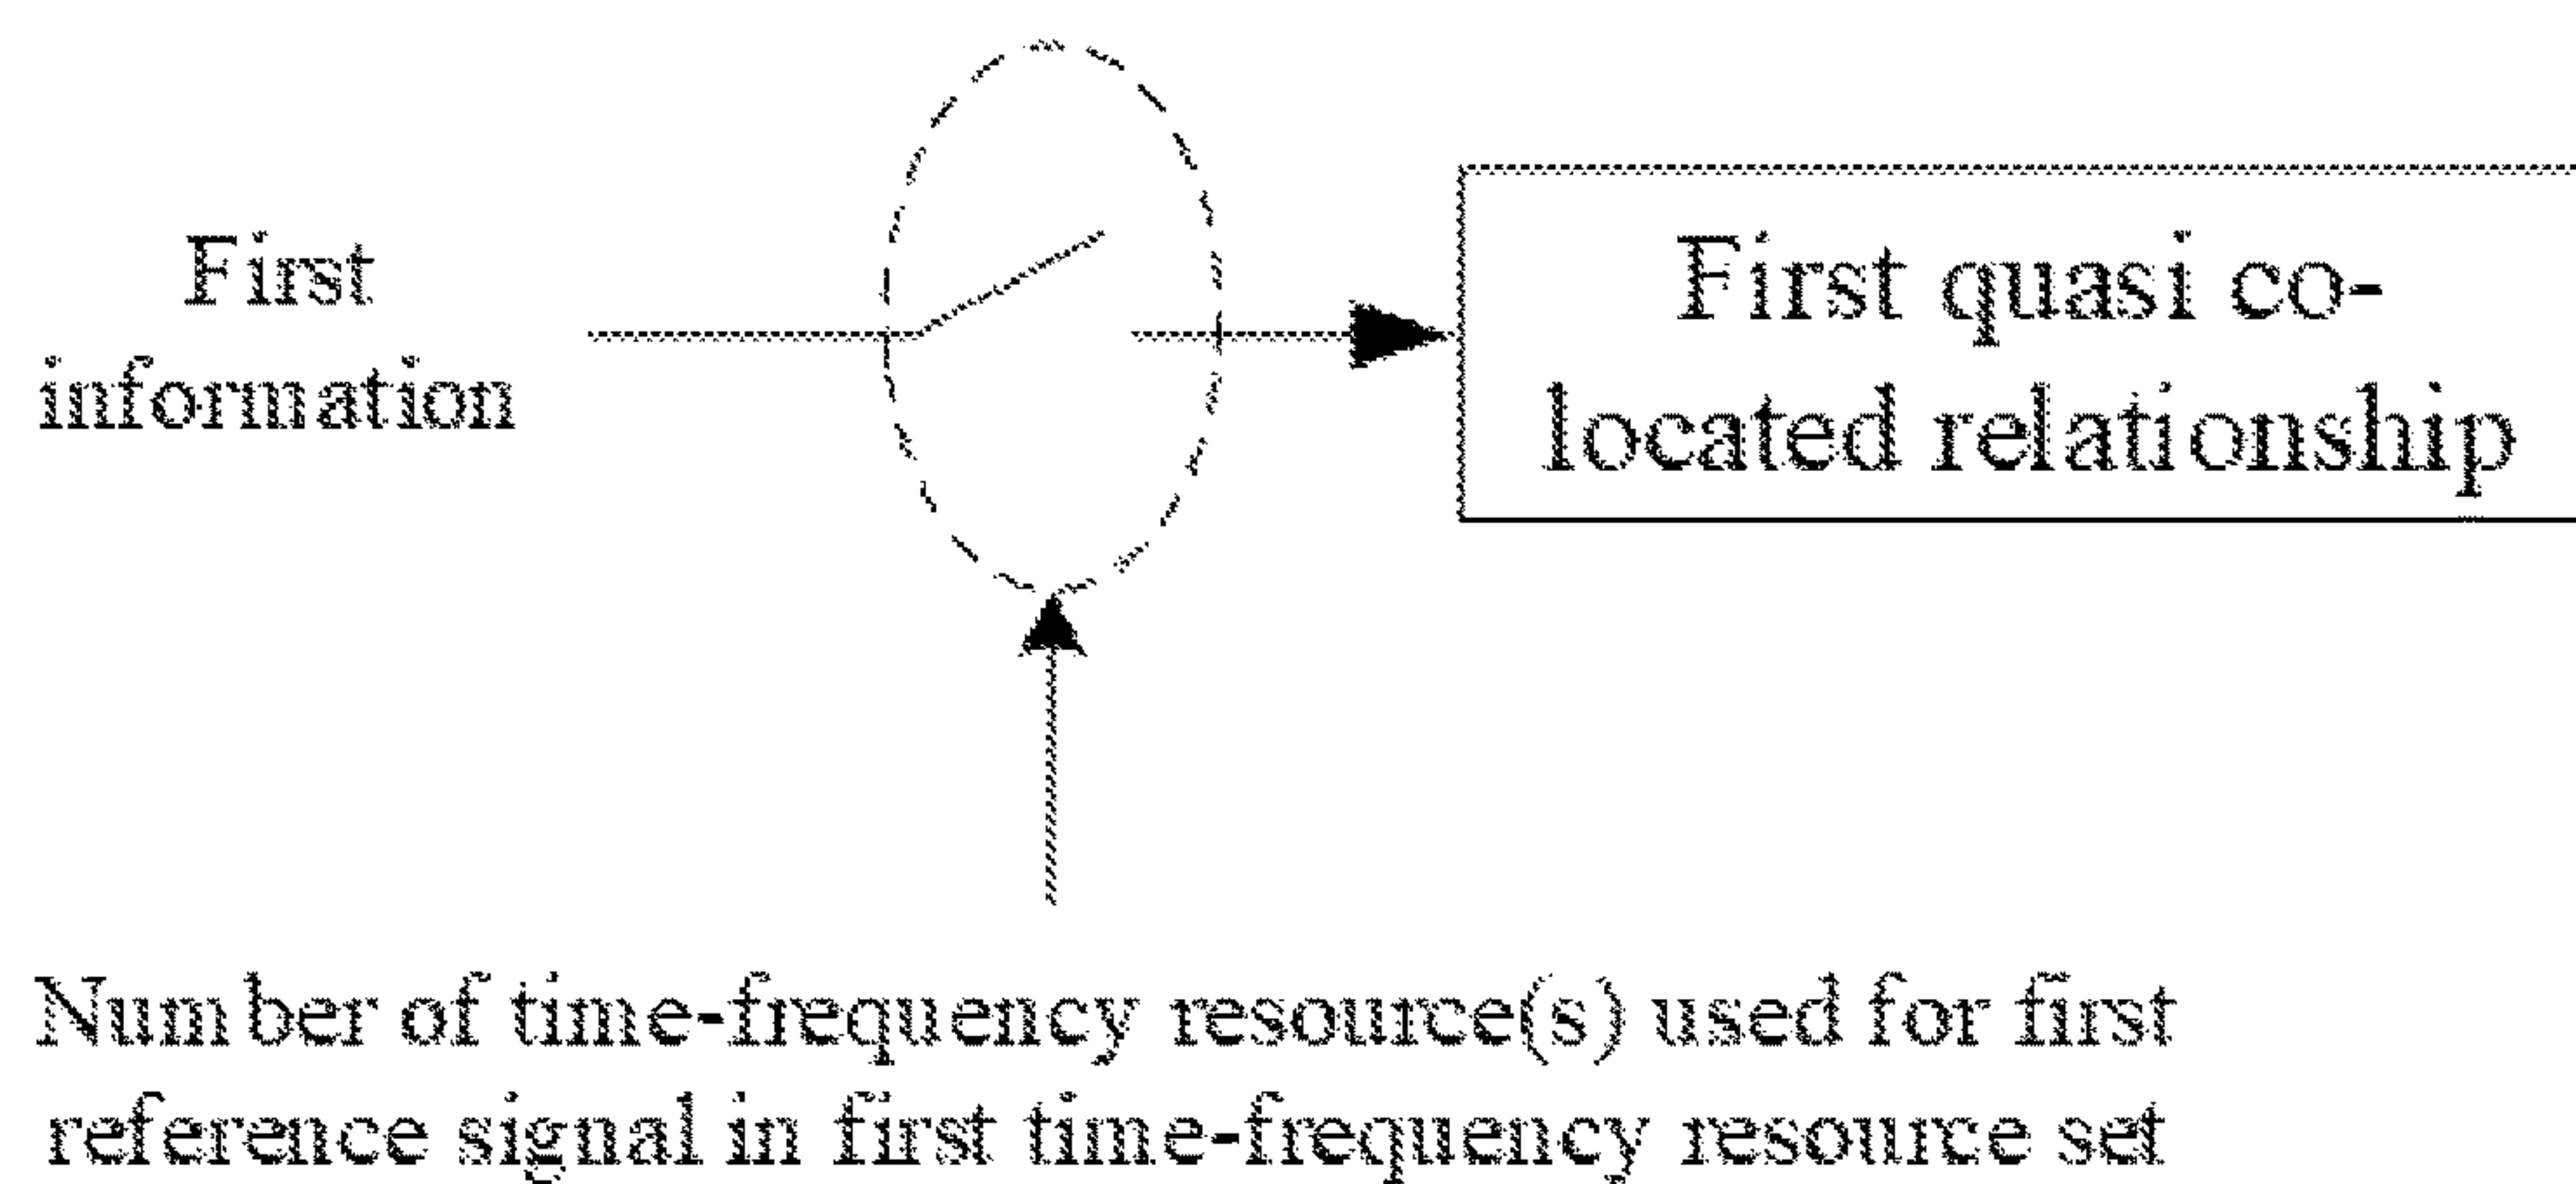 First
information
First quasi co-
located relationship
Number of time-frequency resource(s) used for first
reference signal in first time-frequency resource set